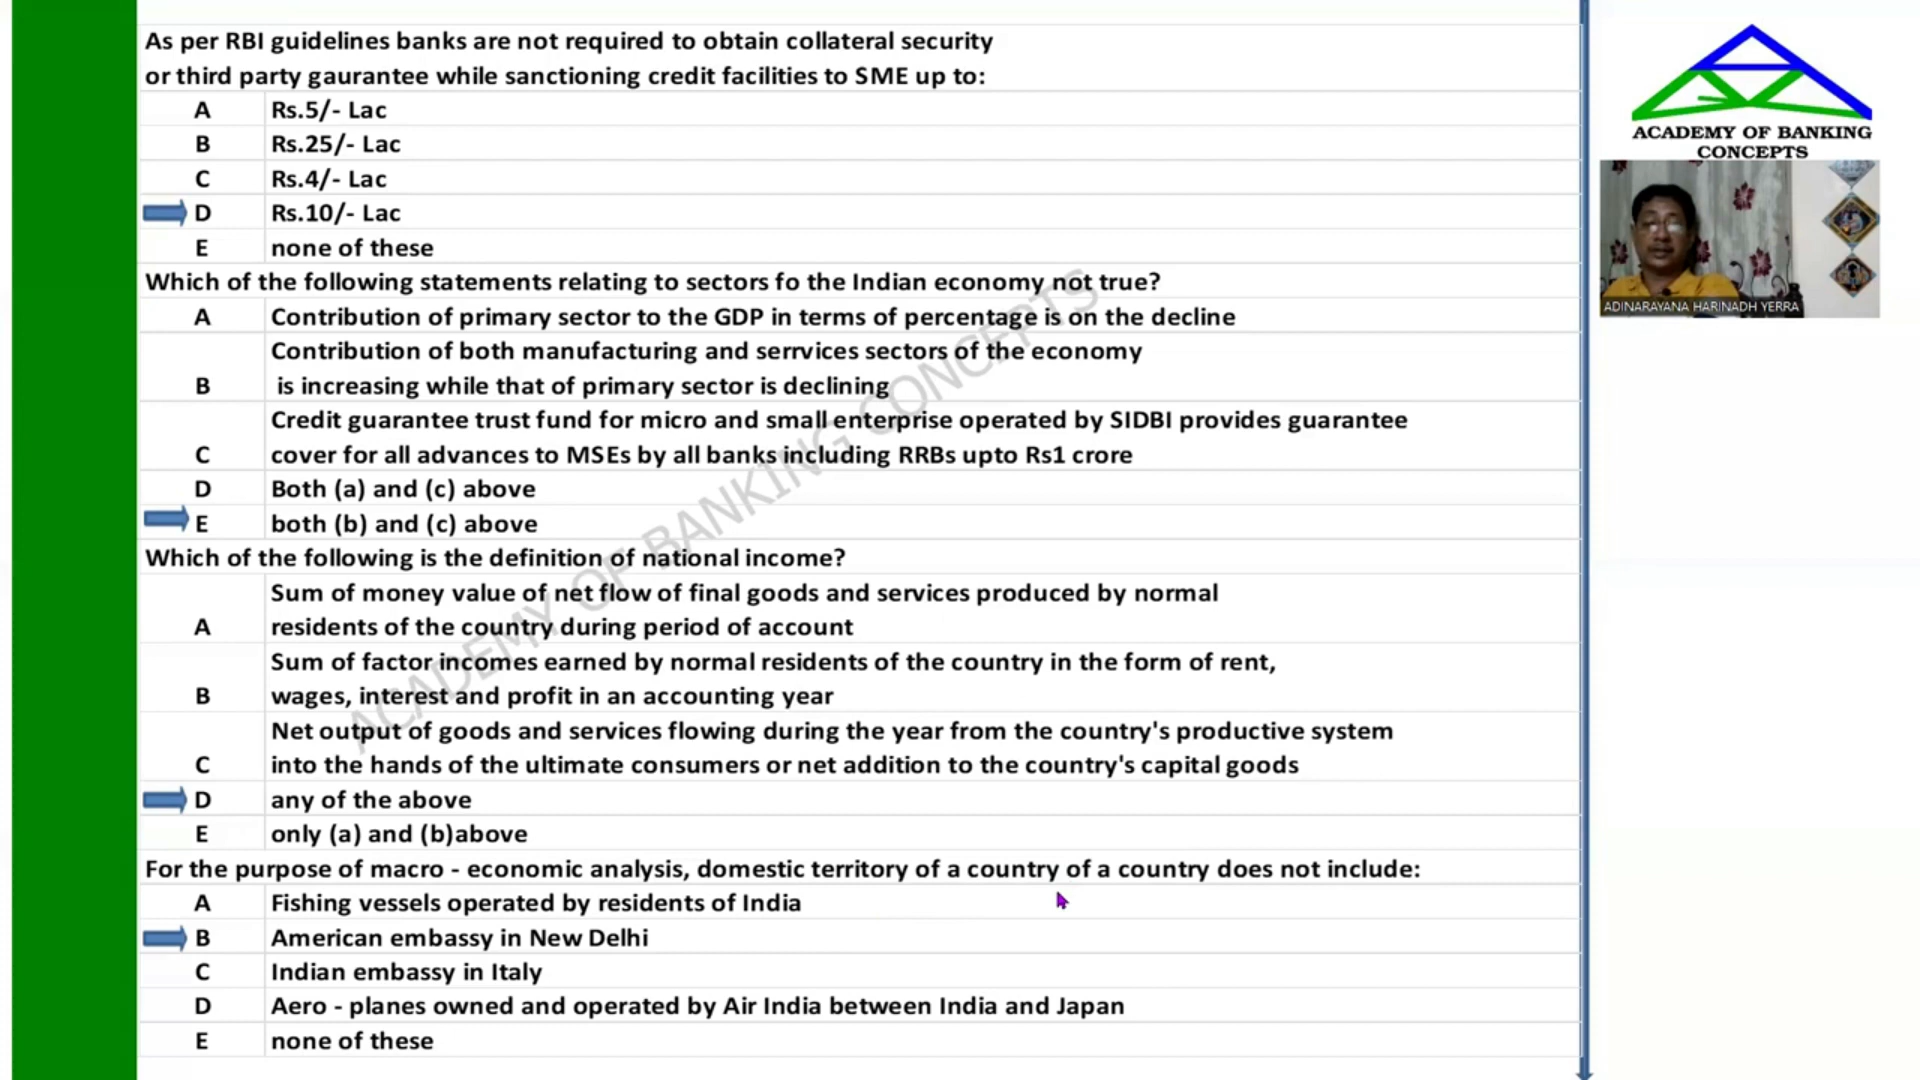 As per RBI guidelines banks are not required to obtain collateral security
or third party gaurantee while sanctioning credit facilities to SME up to:
A Rs.5/- Lac
B Rs.25/- Lac
C Rs.4/- Lac
D Rs.10/- Lac
E none of these
Which of the following statements relating to sectors fo the Indian economy not true?
A Contribution of primary sector to the GDP in terms of percentage is on the decline
Contribution of both manufacturing and serrvices sectors of the economy
B is increasing while that of primary sector is declining
Credit guarantee trust fund for micro and small enterprise operated by SIDBI provides guarantee
C cover for all advances to MSEs by all banks including RRBs upto Rs1 crore
D Both (a) and (c) above
E both (b) and (c) above
Which of the following is the definition of national income?
Sum of money value of net flow of final goods and services produced by normal
A residents of the country during period of account
Sum of factor incomes earned by normal residents of the country in the form of rent,
B wages, interest and profit in an accounting year
Net output of goods and services flowing during the year from the country's productive system
C into the hands of the ultimate consumers or net addition to the country's capital goods
D any of the above
E only (a) and (b)above
For the purpose of macro - economic analysis, domestic territory of a country of a country does not include:
A Fishing vessels operated by residents of India
B American embassy in New Delhi
C Indian embassy in Italy
D Aero - planes owned and operated by Air India between India and Japan
E none of these
ACADEMY OF BANKING CONCEPTS
ACADEMY OF BANKING
CONCEPTS
ADINARAYANA HARINADH YERRA